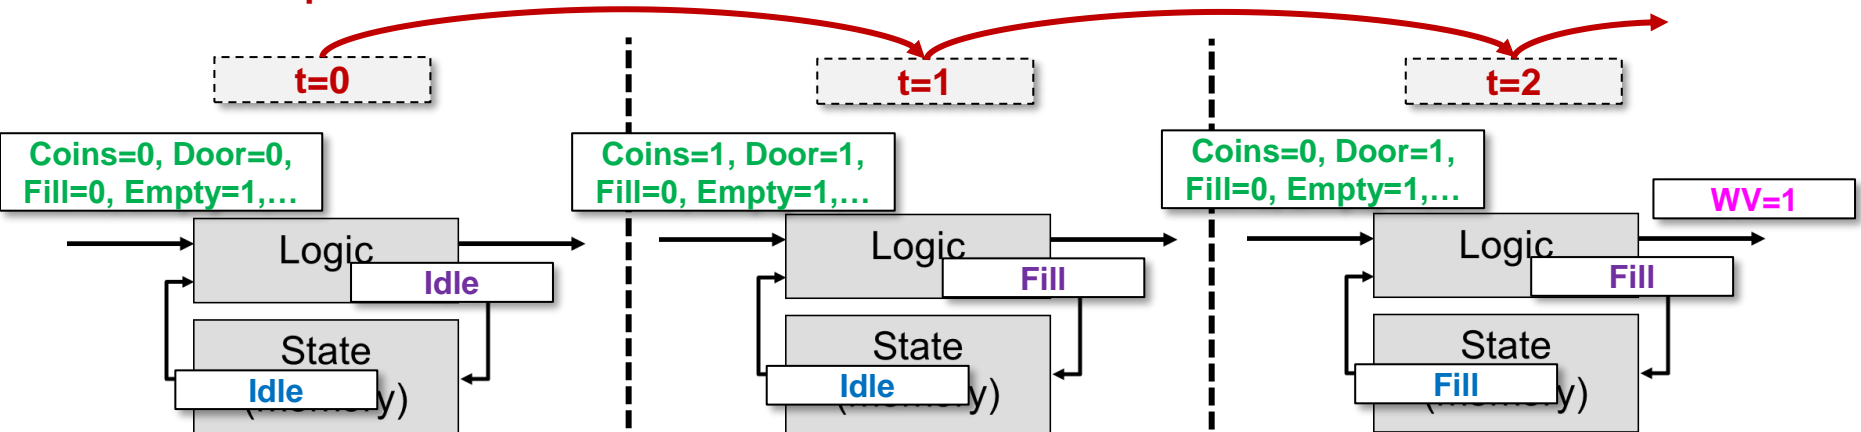 t=0
t=1
t=2
Coins=0, Door=0,
Fill=0, Empty=1,...
Coins=1, Door=1,
Fill=0, Empty=1,...
Coins=0, Door=1,
Fill=0, Empty=1,...
WV=1
Logic
Idle
Logic
Fill
Logic
Fill
State
Idle
State
Idle
State
Fill